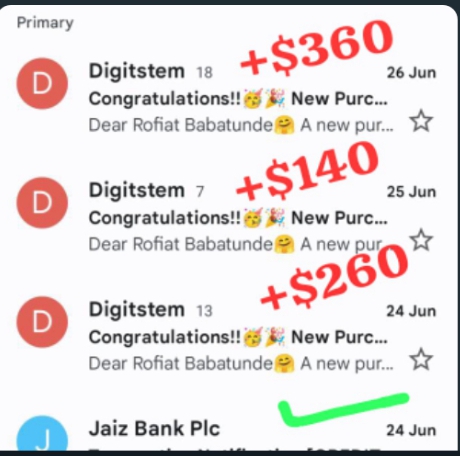 Primary
D
Digitstem 18
+$360
26 Jun
Congratulations!!🥳🎉 New Purc...
Dear Rofiat Babatunde🤗 A new pur...
D
Digitstem 7
+$140
25 Jun
Congratulations!!🥳🎉 New Purc...
Dear Rofiat Babatunde🤗 A new pur
D
Digitstem 13
+$260
24 Jun
Congratulations!!🥳🎉 New Purc...
Dear Rofiat Babatunde🤗 A new pur...
J
Jaiz Bank Plc
24 Jun